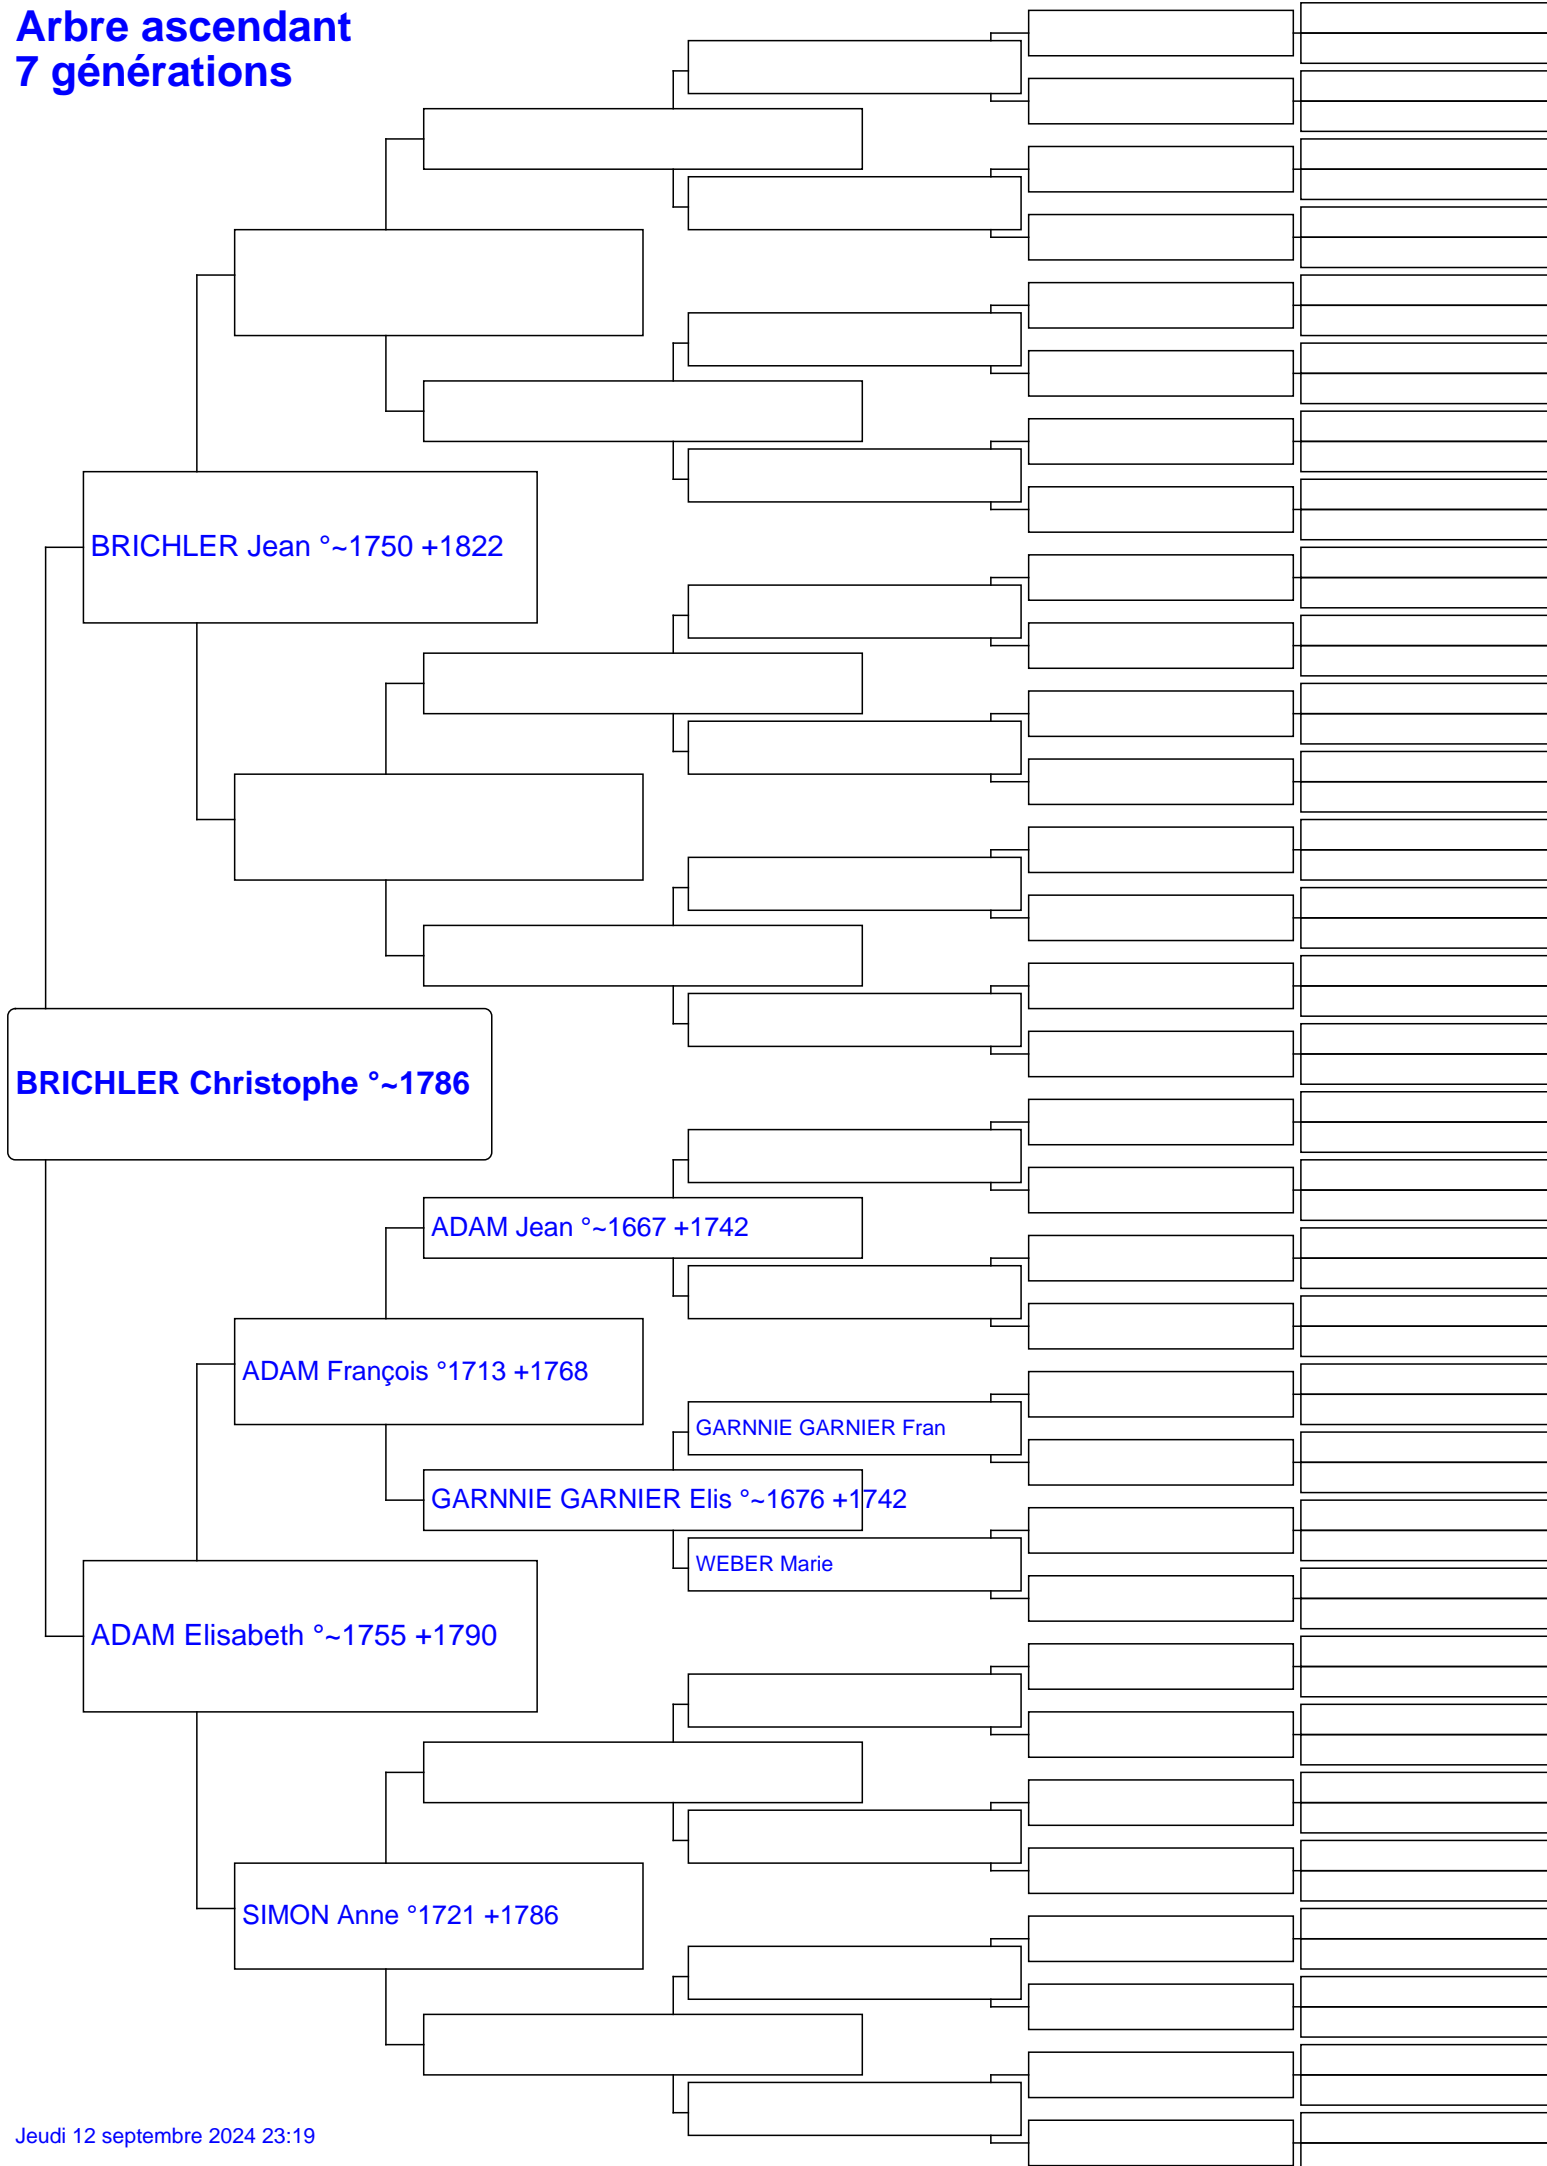 Arbre ascendant
7 générations
BRICHLER Jean °~1750 +1822
BRICHLER Christophe °~1786
ADAM Jean °~1667 +1742
ADAM François °1713 +1768
GARNNIE GARNIER Fran
GARNNIE GARNIER Elis °~1676 +1742
WEBER Marie
ADAM Elisabeth °~1755 +1790
SIMON Anne °1721 +1786
Jeudi 12 septembre 2024 23:19